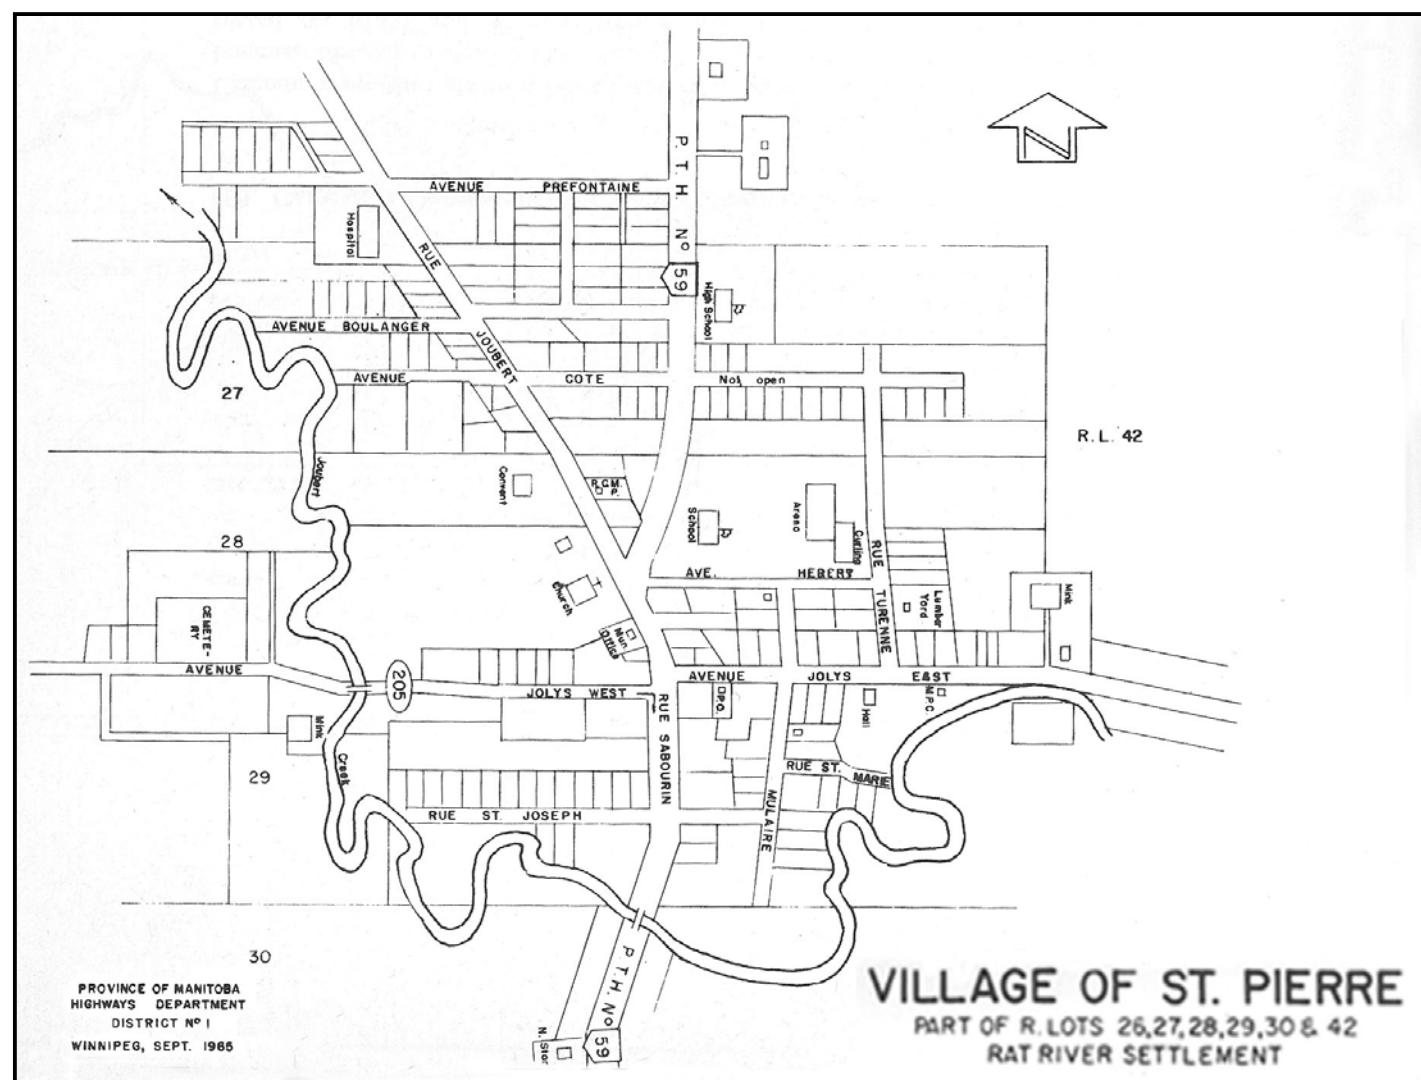 P. T. H Nº
59
AVENUE PREFONTAINE
Hospital
RUE
JOUBERT
High School
AVENUE BOULANGER
AVENUE COTE Not open
27
R. L. 42
Joubert
Convent
R.C.M.
P.
School
Arena
Curling
28
AVE. HEBERT
RUE
TURENNE
Lumber
Yard
Mink
Church
Mun
Office
CEMETE-
RY
AVENUE
205
JOLYS WEST
AVENUE JOLYS EAST
P.O.
Hall
M.P.C.
RUE SABOURIN
Mink
Creek
29
RUE ST. MARIE
MULAIRE
RUE ST. JOSEPH
30
P T. H Nº
59
N. Stor.
PROVINCE OF MANITOBA
HIGHWAYS DEPARTMENT
DISTRICT Nº 1
WINNIPEG, SEPT. 1965
VILLAGE OF ST. PIERRE
PART OF R. LOTS 26,27,28,29,30 & 42
RAT RIVER SETTLEMENT